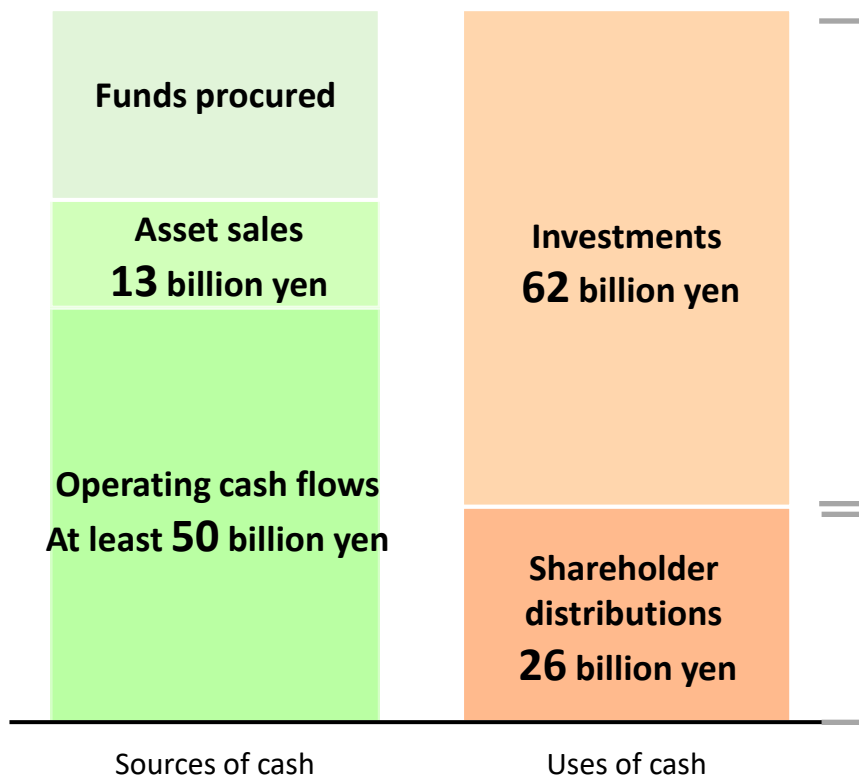 Funds procured
Asset sales
13 billion yen
Operating cash flows
At least 50 billion yen
Investments
62 billion yen
Shareholder
distributions
26 billion yen
Sources of cash
Uses of cash